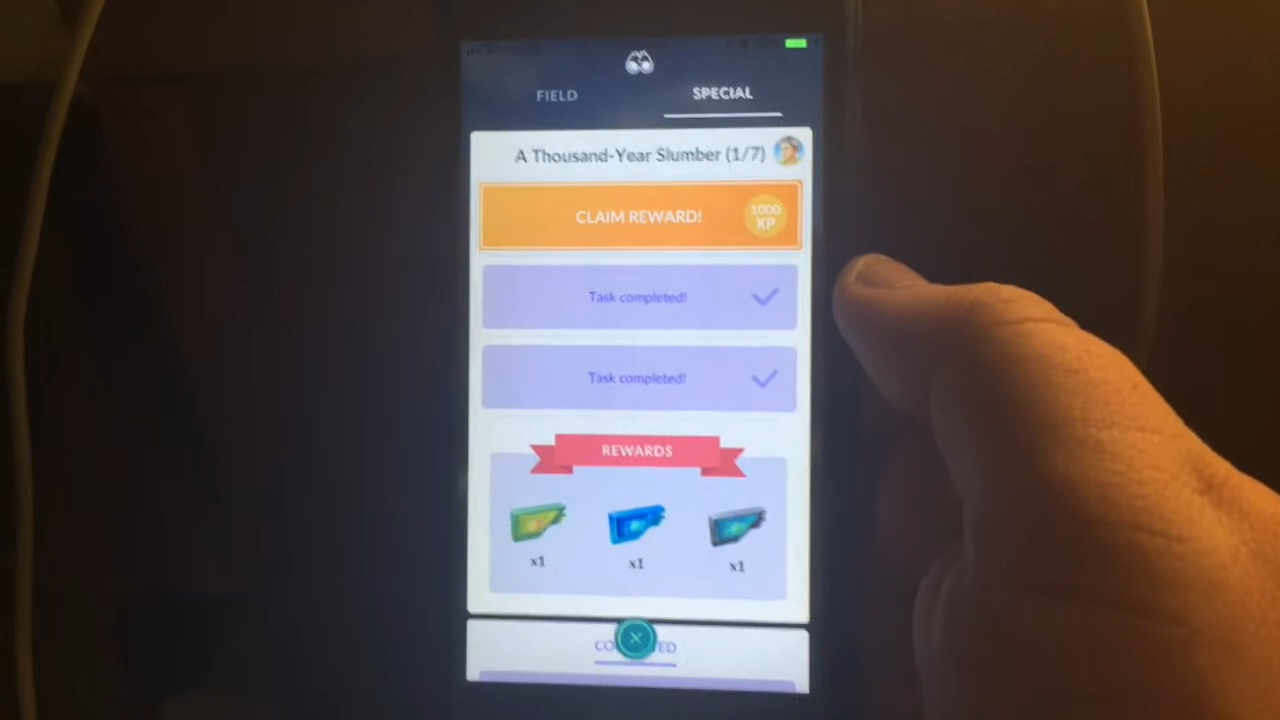 FIELD
SPECIAL
A Thousand-Year Slumber (1/7)
CLAIM REWARD!
1000
XP
Task completed!
Task completed!
REWARDS
x1
x1
x1